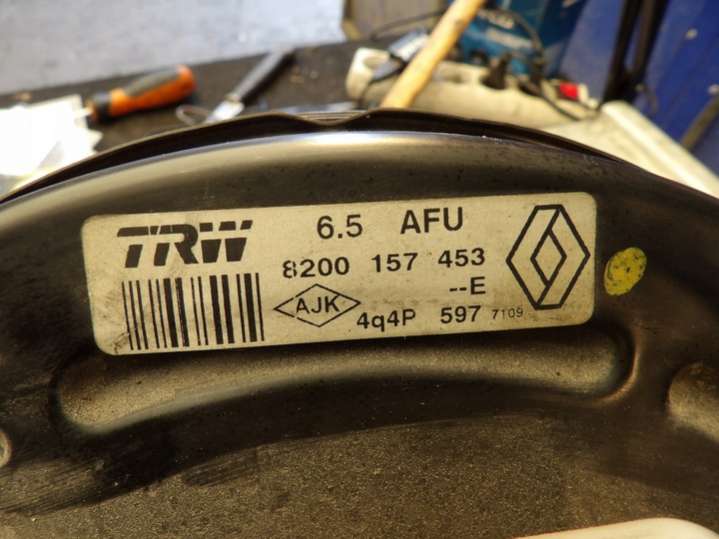 TRW 6.5 AFU
8200 157 453
--E
AJK 4q4P 597 7109